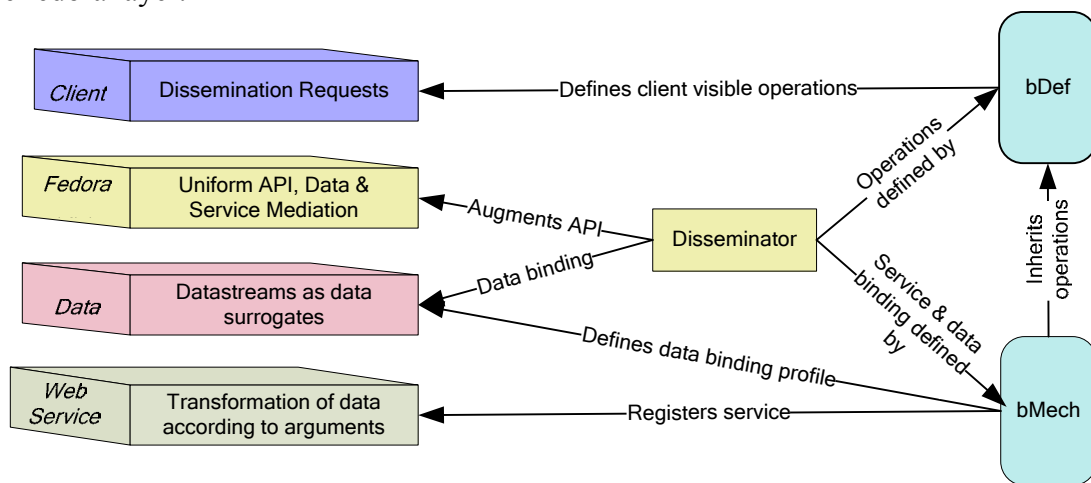 Client
Dissemination Requests
Defines client visible operations
bDef
Fedora
Uniform API, Data &
Service Mediation
Augments API
Operations
defined by
Disseminator
Inherits
operations
Data binding
Data
Datastreams as data
surrogates
Service & data
binding defined
by
Defines data binding profile
Web
Service
Transformation of data
according to arguments
Registers service
bMech